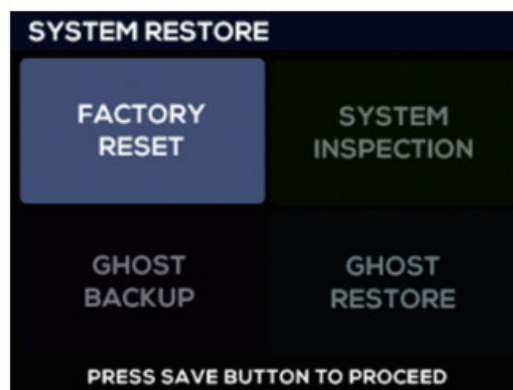 SYSTEM RESTORE
FACTORY
RESET
SYSTEM
INSPECTION
GHOST
BACKUP
GHOST
RESTORE
PRESS SAVE BUTTON TO PROCEED